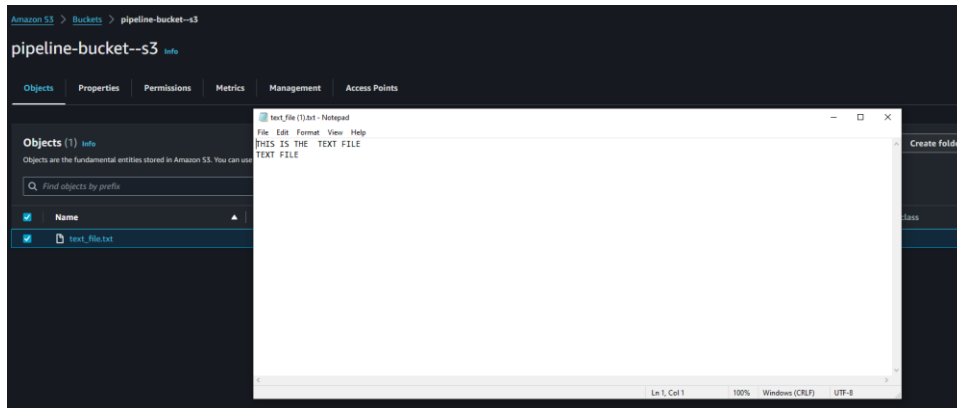 Amazon S3 > Buckets > pipeline-bucket--s3
pipeline-bucket--s3 Info
Objects Properties Permissions Metrics Management Access Points
text_file (1).txt - Notepad
File Edit Format View Help
THIS IS THE  TEXT FILE
TEXT FILE
Objects (1) Info
Create folde
Objects are the fundamental entities stored in Amazon S3. You can use
Find objects by prefix
Name
class
text_file.txt
Ln 1, Col 1 100% Windows (CRLF) UTF-8